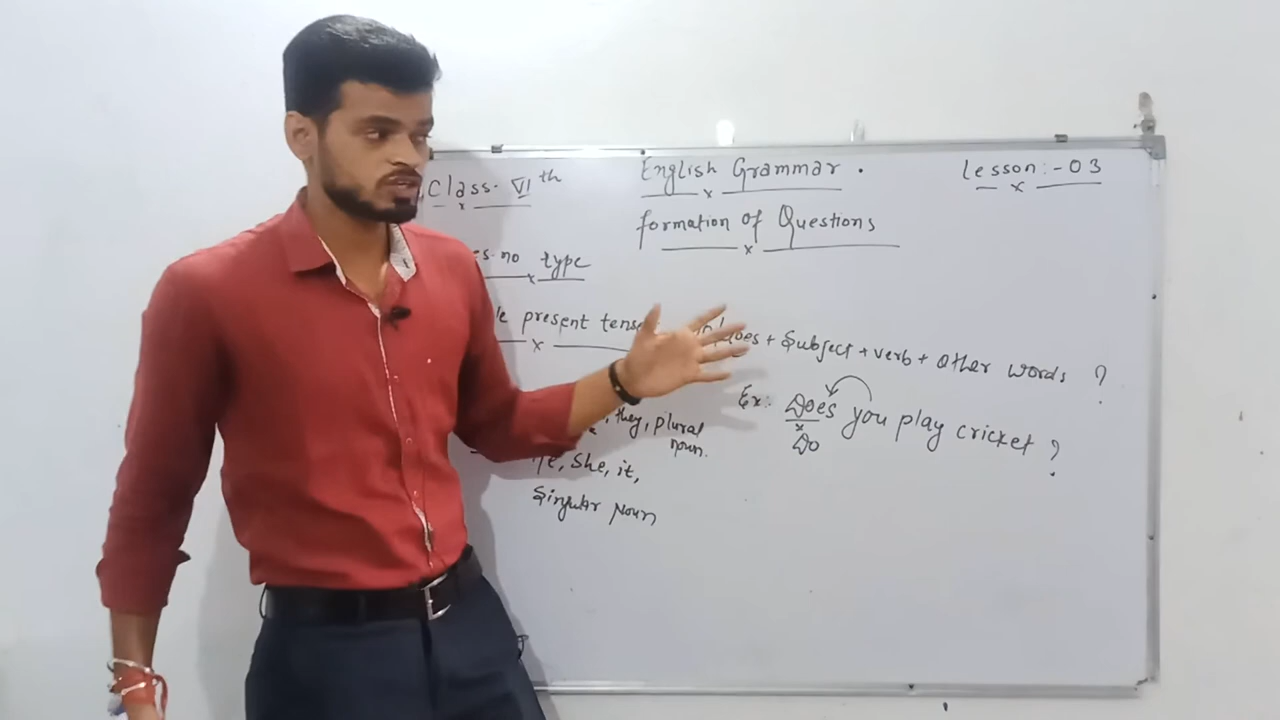 Class- VI th
English Grammar.
Lesson:-03
formation of Questions
no type
present tense
does + Subject + verb + other words ?
Ex:. Does you play cricket ?
Do
they, plural
noun.
She, it,
Singular Noun